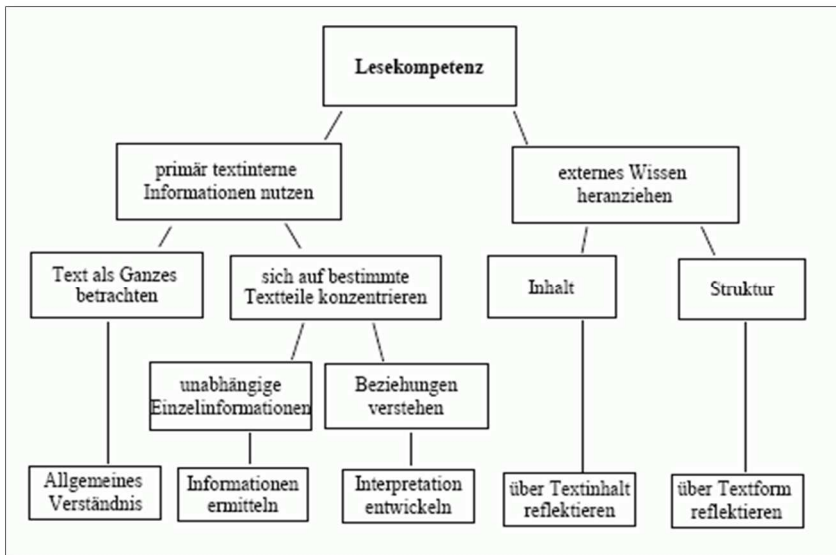 Lesekompetenz
primär textinterne
Informationen nutzen
externes Wissen
heranziehen
Text als Ganzes
betrachten
sich auf bestimmte
Textteile konzentrieren
Inhalt
Struktur
unabhängige
Einzelinformationen
Beziehungen
verstehen
Allgemeines
Verständnis
Informationen
ermitteln
Interpretation
entwickeln
über Textinhalt
reflektieren
über Textform
reflektieren